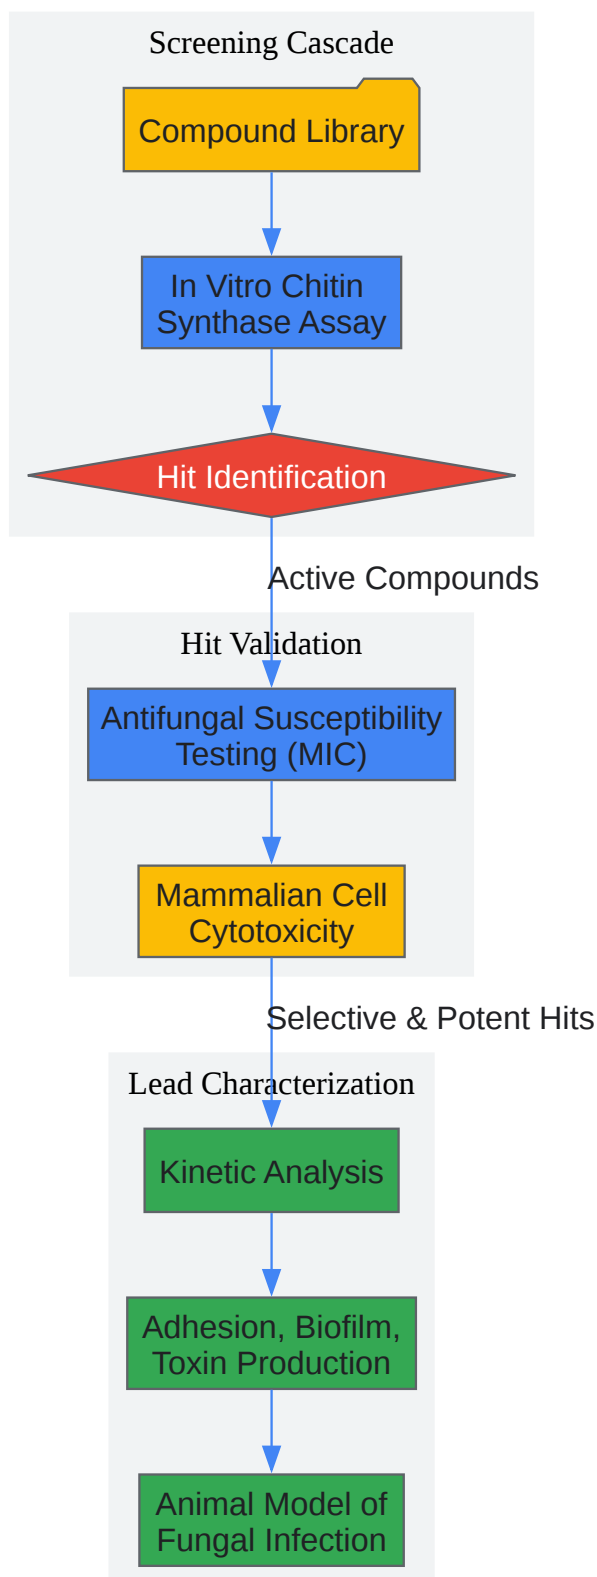 Screening Cascade
Compound Library
In Vitro Chitin
Synthase Assay
Hit Identification
Active Compounds
Hit Validation
Antifungal Susceptibility
Testing (MIC)
Mammalian Cell
Cytotoxicity
Selective & Potent Hits
Lead Characterization
Kinetic Analysis
Adhesion, Biofilm,
Toxin Production
Animal Model of
Fungal Infection